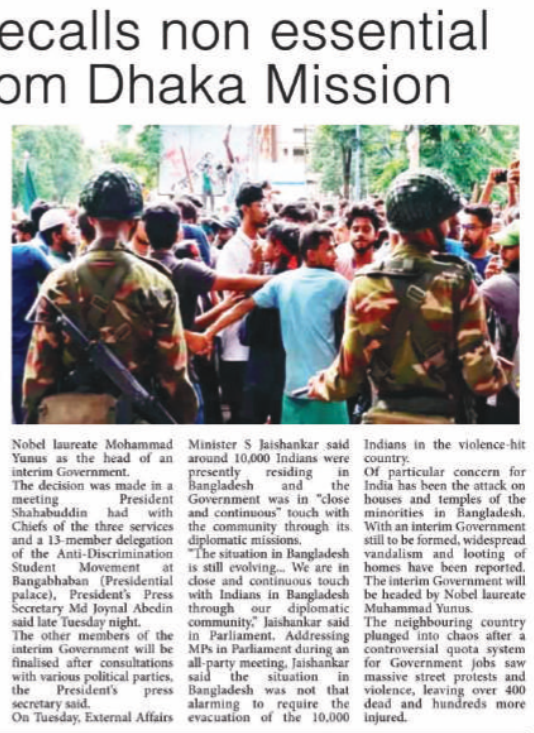 ecalls non essential
om Dhaka Mission
Nobel laureate Mohammad
Yunus as the head of an
interim Government.
The decision was made in a
meeting President
Shahabuddin had with
Chiefs of the three services
and a 13-member delegation
of the Anti-Discrimination
Student Movement at
Bangabhaban (Presidential
palace), President's Press
Secretary Md Joynal Abedin
said late Tuesday night.
The other members of the
interim Government will be
finalised after consultations
with various political parties,
the President's press
secretary said.
On Tuesday, External Affairs
Minister S Jaishankar said
around 10,000 Indians were
presently residing in
Bangladesh and the
Government was in "close
and continuous" touch with
the community through its
diplomatic missions.
"The situation in Bangladesh
is still evolving... We are in
close and continuous touch
with Indians in Bangladesh
through our diplomatic
community," Jaishankar said
in Parliament. Addressing
MPs in Parliament during an
all-party meeting, Jaishankar
said the situation in
Bangladesh was not that
alarming to require the
evacuation of the 10,000
Indians in the violence-hit
country.
Of particular concern for
India has been the attack on
houses and temples of the
minorities in Bangladesh.
With an interim Government
still to be formed, widespread
vandalism and looting of
homes have been reported.
The interim Government will
be headed by Nobel laureate
Muhammad Yunus.
The neighbouring country
plunged into chaos after a
controversial quota system
for Government jobs saw
massive street protests and
violence, leaving over 400
dead and hundreds more
injured.